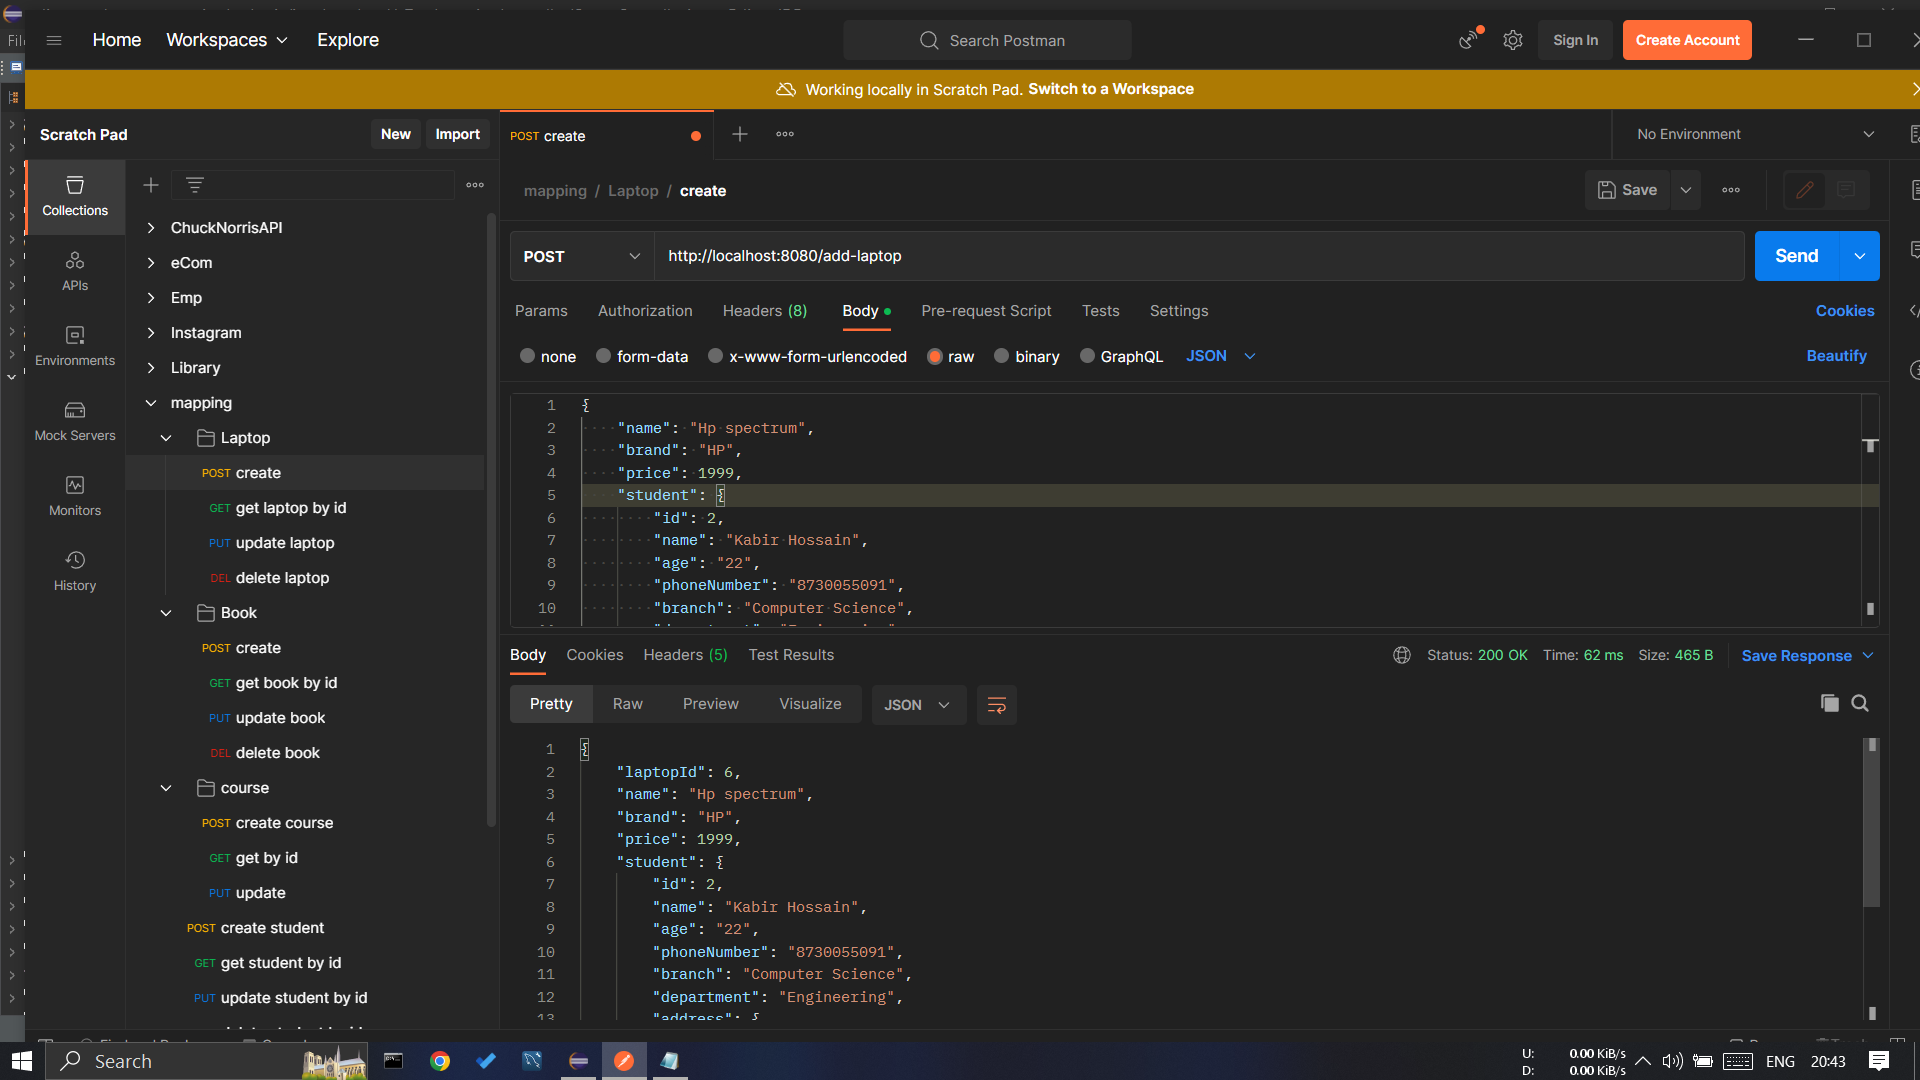 Home
Workspaces
Explore
Search Postman
Sign In
Create Account
Working locally in Scratch Pad. Switch to a Workspace
Scratch Pad
New
Import
POST create
No Environment
Collections
APIs
Environments
Mock Servers
Monitors
History
ChuckNorrisAPI
eCom
Emp
Instagram
Library
mapping
Laptop
POST create
GET get laptop by id
PUT update laptop
DEL delete laptop
Book
POST create
GET get book by id
PUT update book
DEL delete book
course
POST create course
GET get by id
PUT update
POST create student
GET get student by id
PUT update student by id
mapping / Laptop / create
Save
POST
http://localhost:8080/add-laptop
Send
Params
Authorization
Headers (8)
Body
Pre-request Script
Tests
Settings
Cookies
none
form-data
x-www-form-urlencoded
raw
binary
GraphQL
JSON
Beautify
1 {
2 "name": "Hp spectrum",
3 "brand": "HP",
4 "price": 1999,
5 "student": {
6 "id": 2,
7 "name": "Kabir Hossain",
8 "age": "22",
9 "phoneNumber": "8730055091",
10 "branch": "Computer Science",
Body
Cookies
Headers (5)
Test Results
Status: 200 OK
Time: 62 ms
Size: 465 B
Save Response
Pretty
Raw
Preview
Visualize
JSON
1 {
2 "laptopId": 6,
3 "name": "Hp spectrum",
4 "brand": "HP",
5 "price": 1999,
6 "student": {
7 "id": 2,
8 "name": "Kabir Hossain",
9 "age": "22",
10 "phoneNumber": "8730055091",
11 "branch": "Computer Science",
12 "department": "Engineering",
13 "address": {
Search
U: 0.00 KiB/s
D: 0.00 KiB/s
ENG
20:43